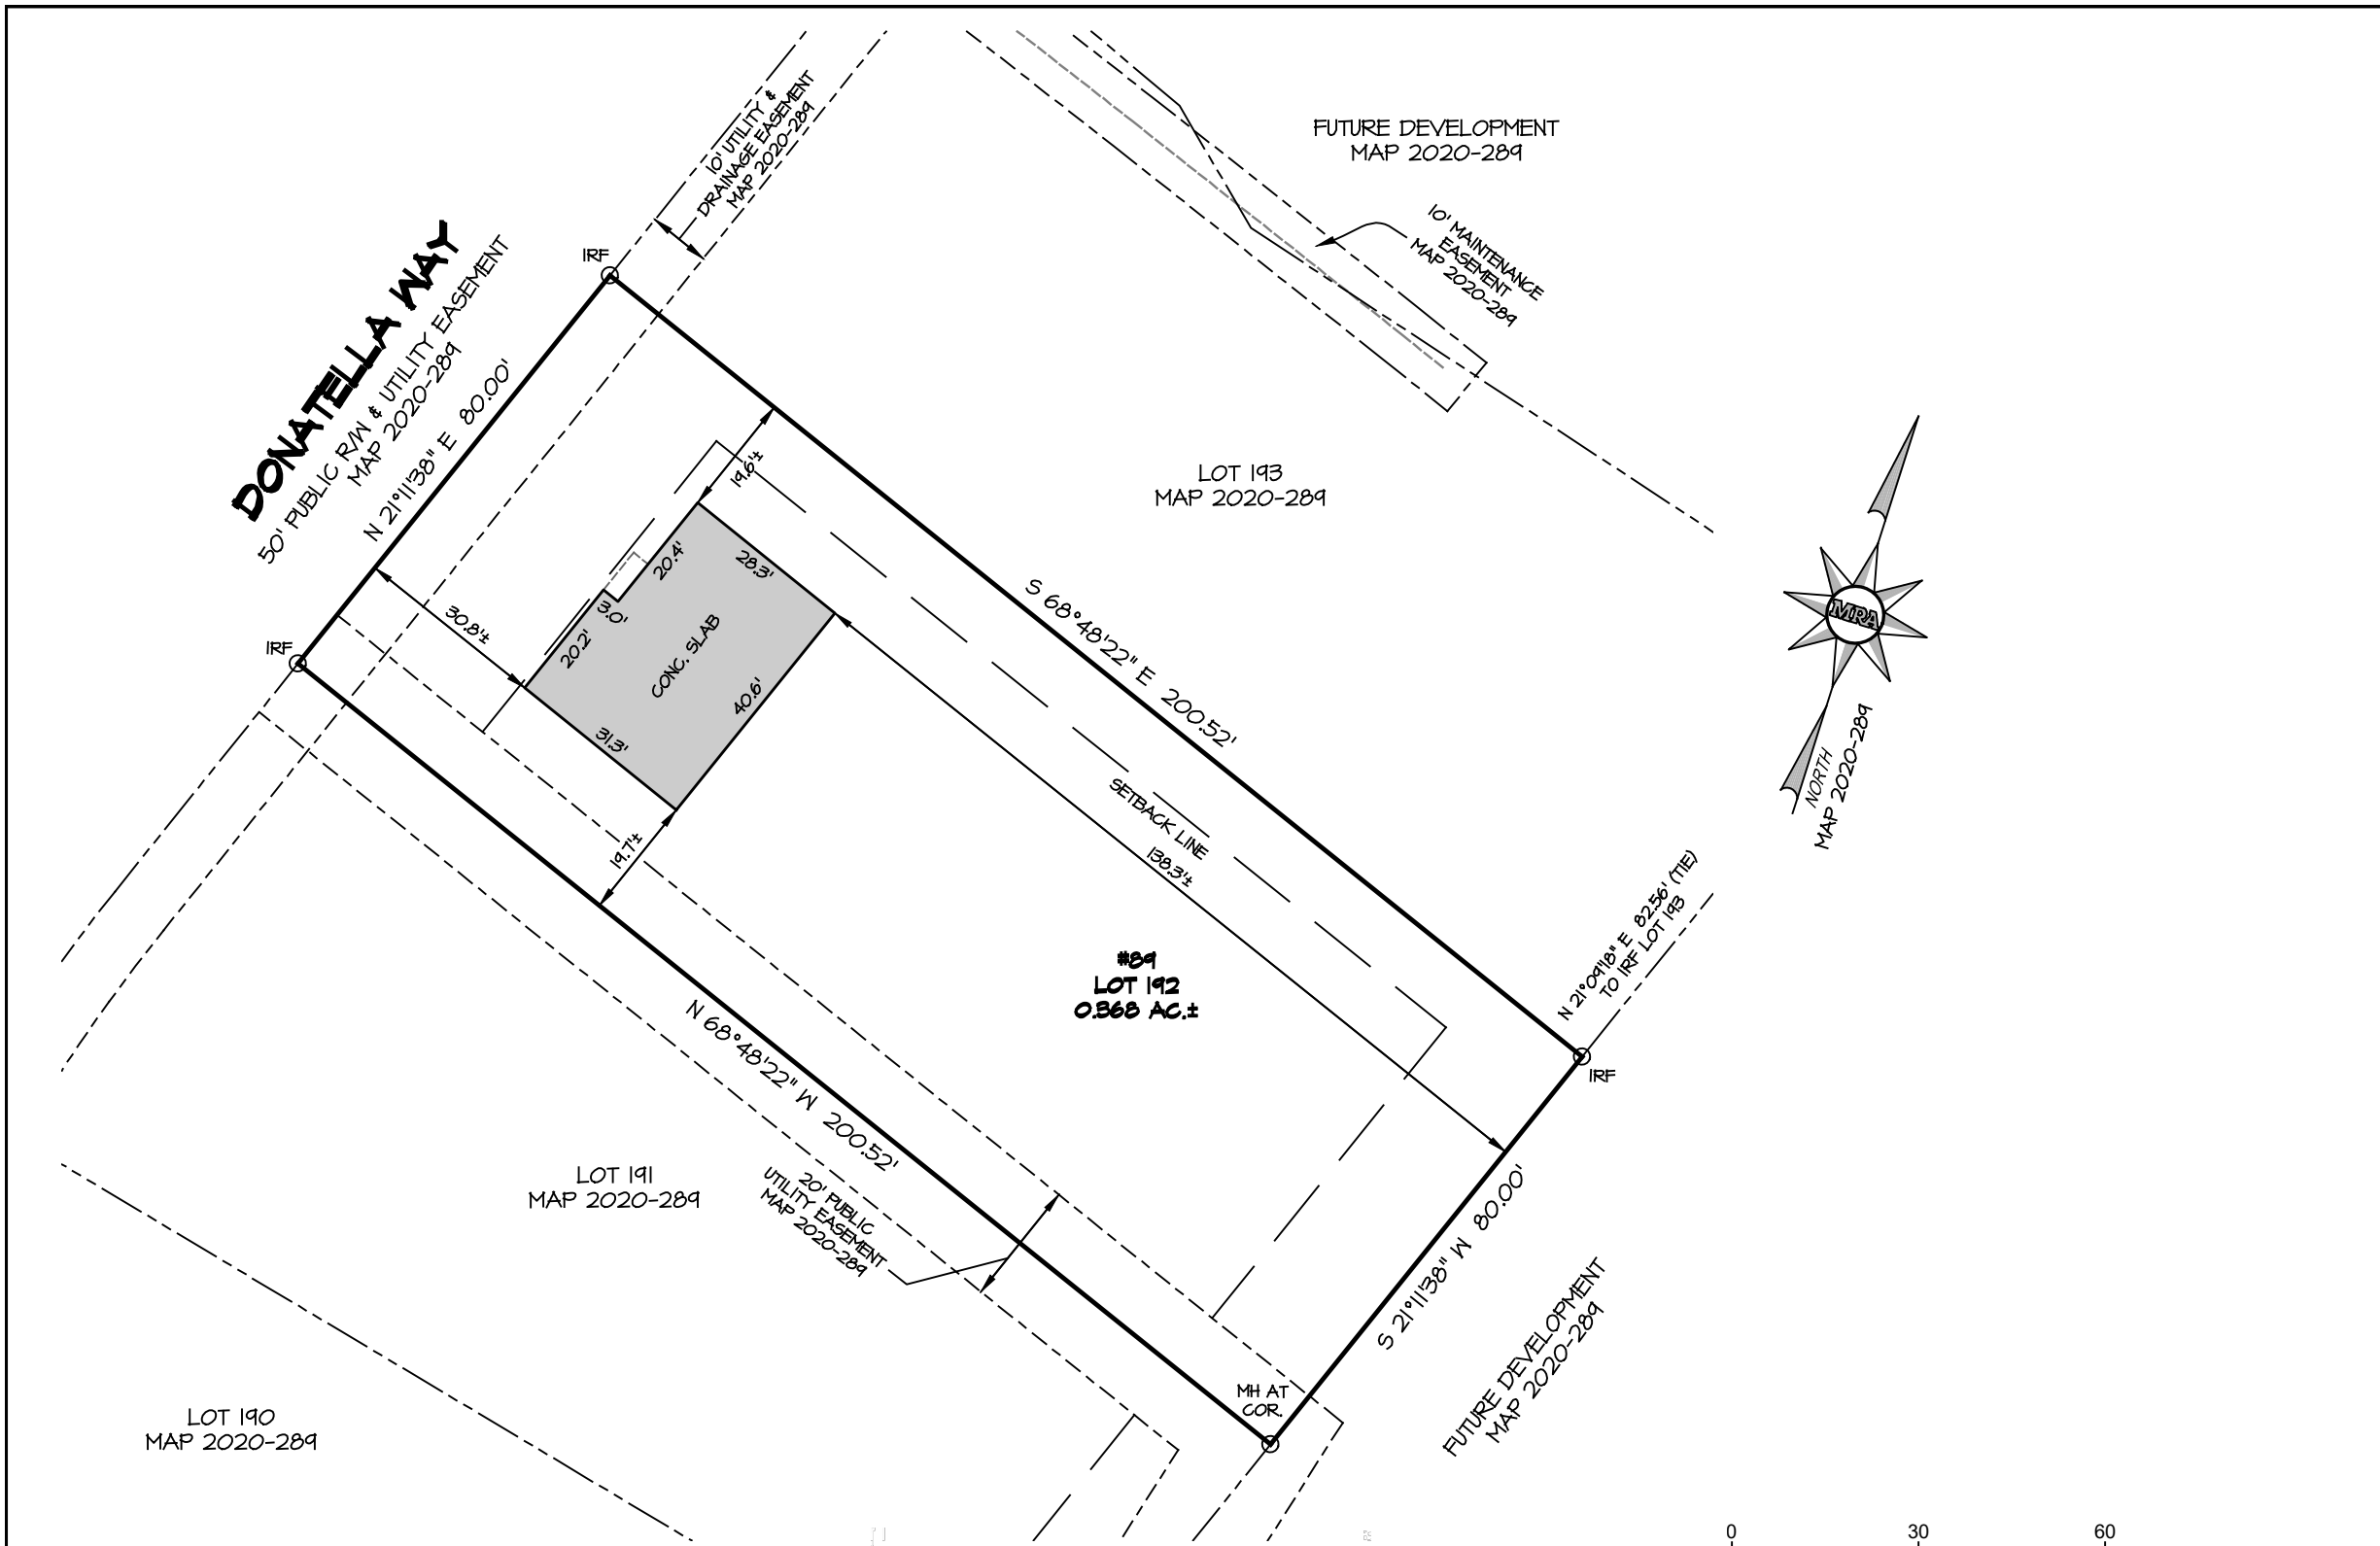 10' UTILITY &
DRAINAGE EASEMENT
MAP 2020-289
FUTURE DEVELOPMENT
MAP 2020-289
10' MAINTENANCE
EASEMENT
MAP 2020-289
IRF
DONATELLA WAY
50' PUBLIC R/W & UTILITY EASEMENT
MAP 2020-289
N 21°11'38" E 80.00'
LOT 193
MAP 2020-289
19.6'±
20.4'
28.3'
3.0'
20.2'
30.8'±
CONC. SLAB
40.6'
31.3'
19.7'±
IRF
S 68°48'22" E 200.52'
SETBACK LINE
138.3'±
MRA
NORTH
MAP 2020-289
N 21°09'18" E 82.56' (TIE)
TO IRF LOT 193
IRF
#89
LOT 192
0.368 AC.±
N 68°48'22" W 200.52'
LOT 191
MAP 2020-289
20' PUBLIC
UTILITY EASEMENT
MAP 2020-289
S 21°11'38" W 80.00'
FUTURE DEVELOPMENT
MAP 2020-289
MH AT
COR.
LOT 190
MAP 2020-289
0 30 60